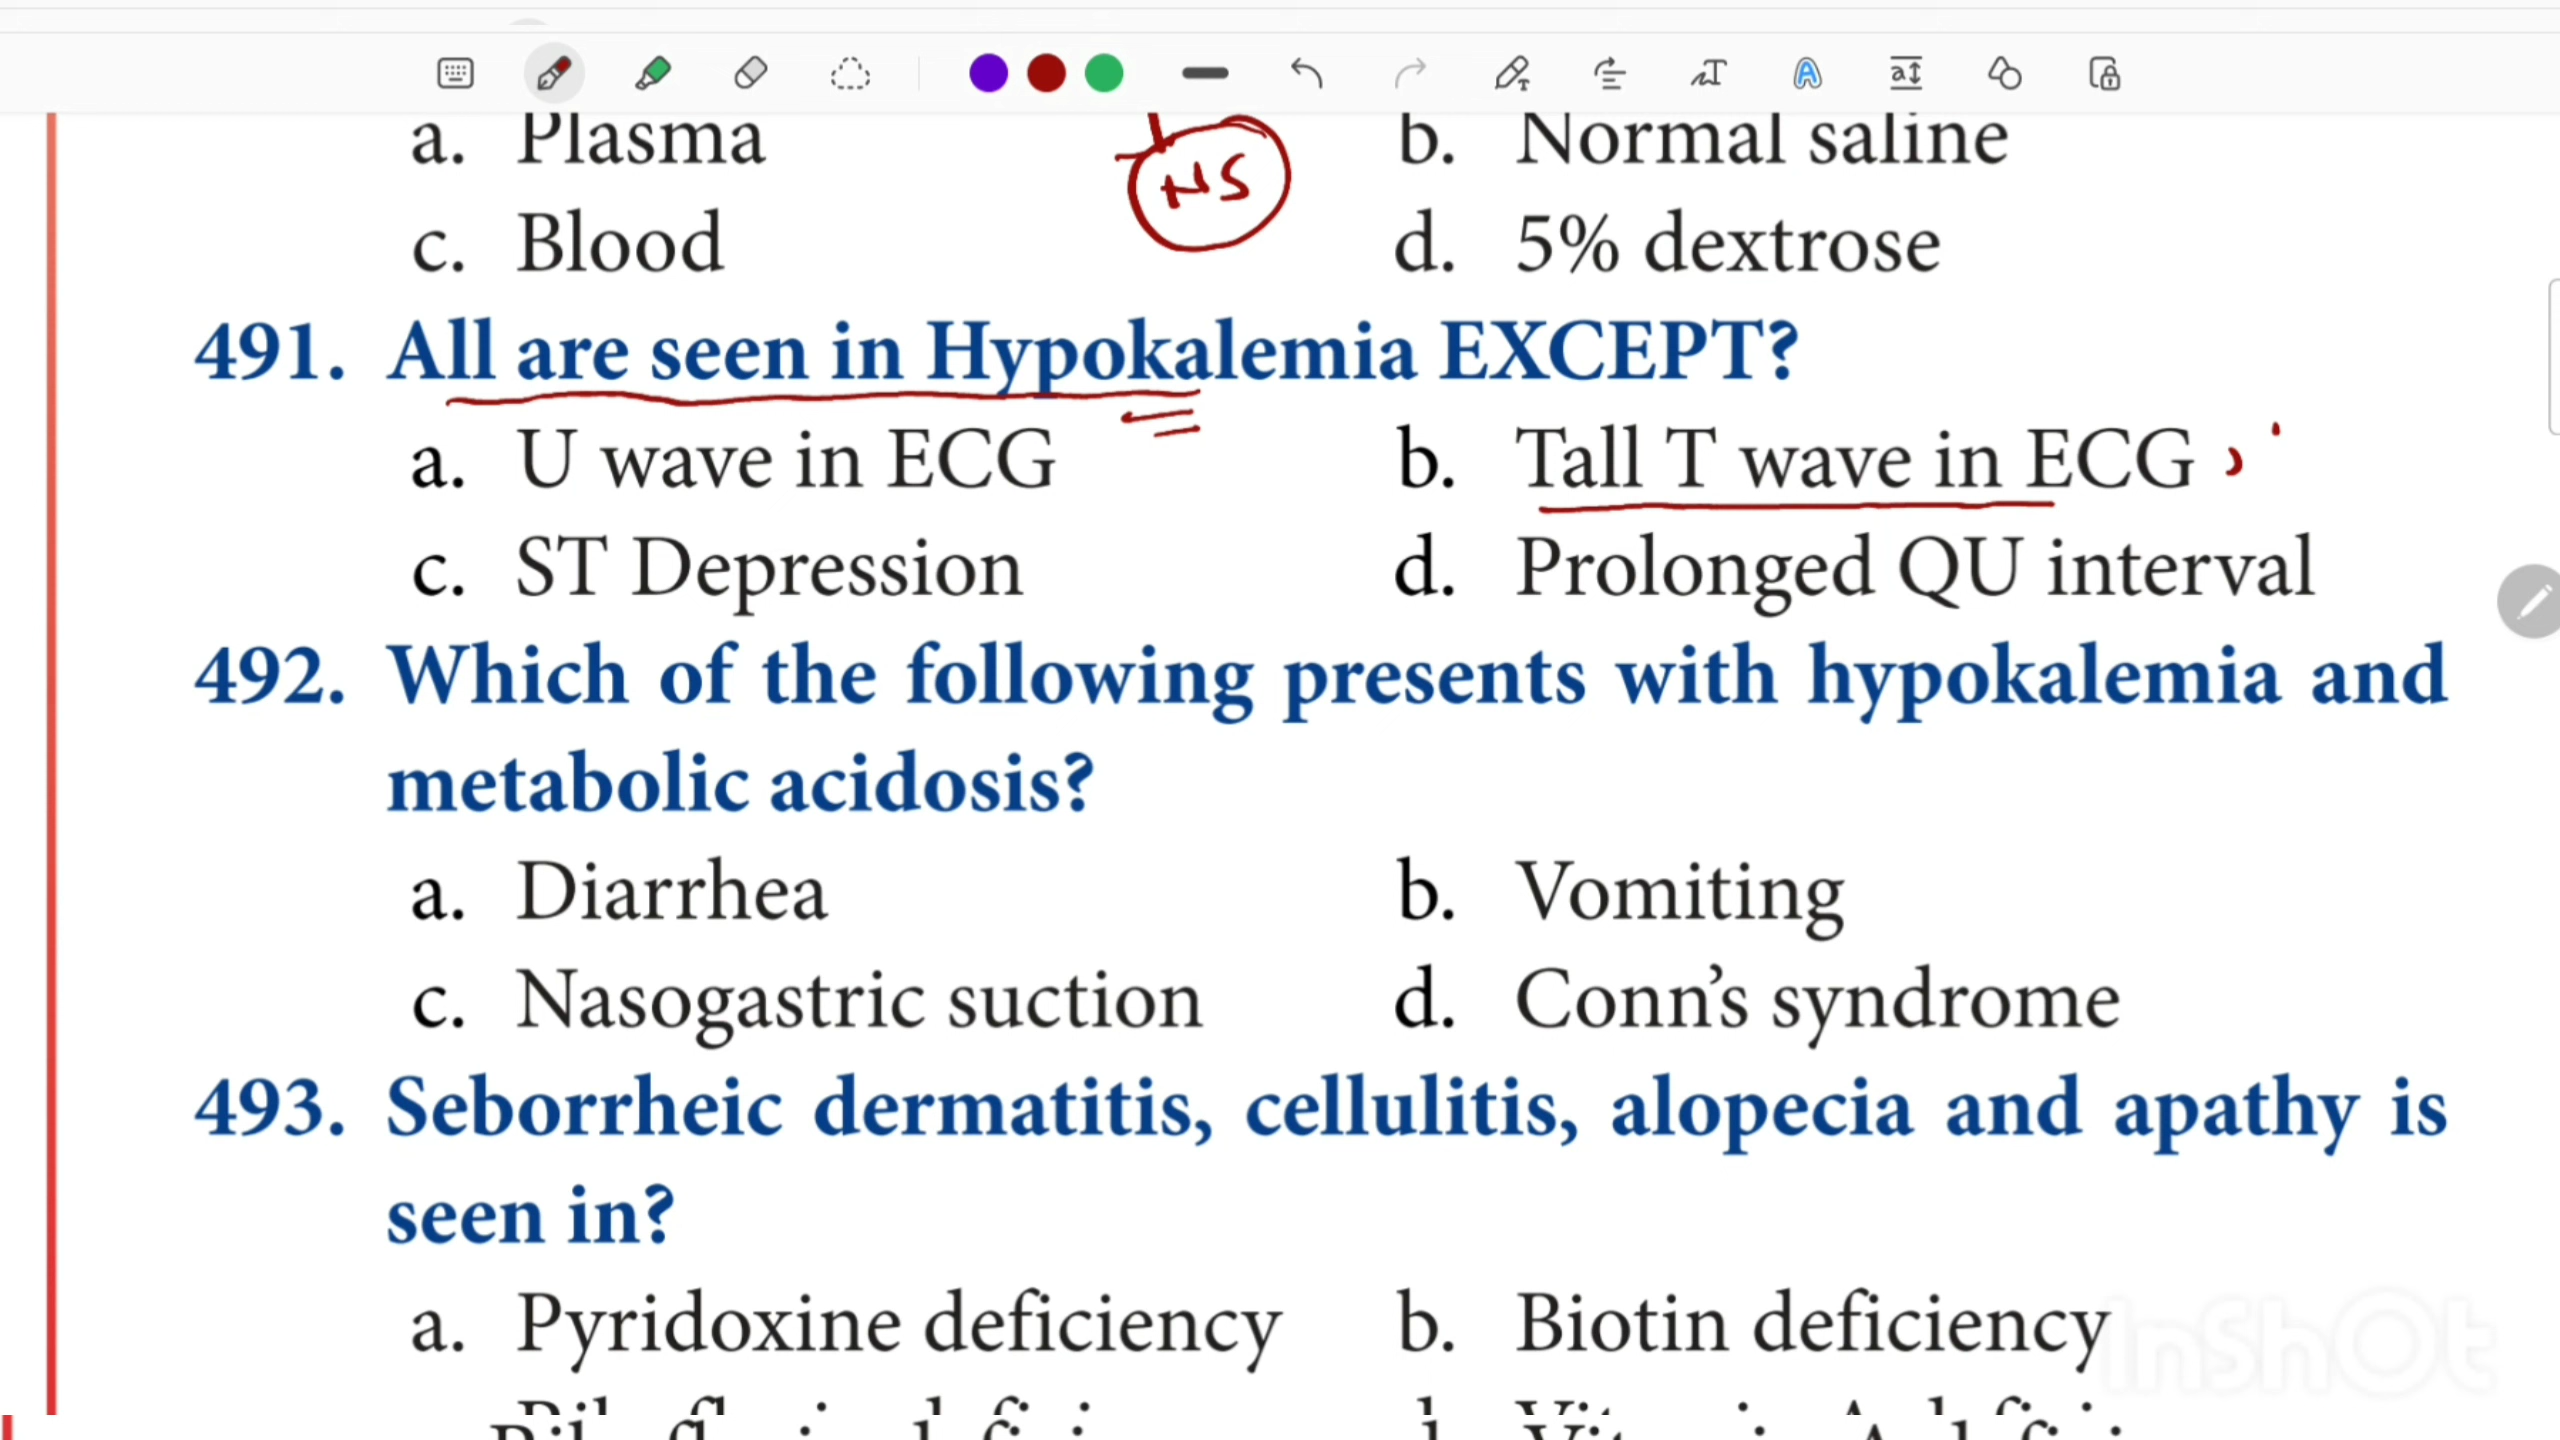 a. Plasma b. Normal saline
NS
c. Blood d. 5% dextrose
491. All are seen in Hypokalemia EXCEPT?
a. U wave in ECG b. Tall T wave in ECG
c. ST Depression d. Prolonged QU interval
492. Which of the following presents with hypokalemia and
metabolic acidosis?
a. Diarrhea b. Vomiting
c. Nasogastric suction d. Conn’s syndrome
493. Seborrheic dermatitis, cellulitis, alopecia and apathy is
seen in?
a. Pyridoxine deficiency b. Biotin deficiency
InShOt